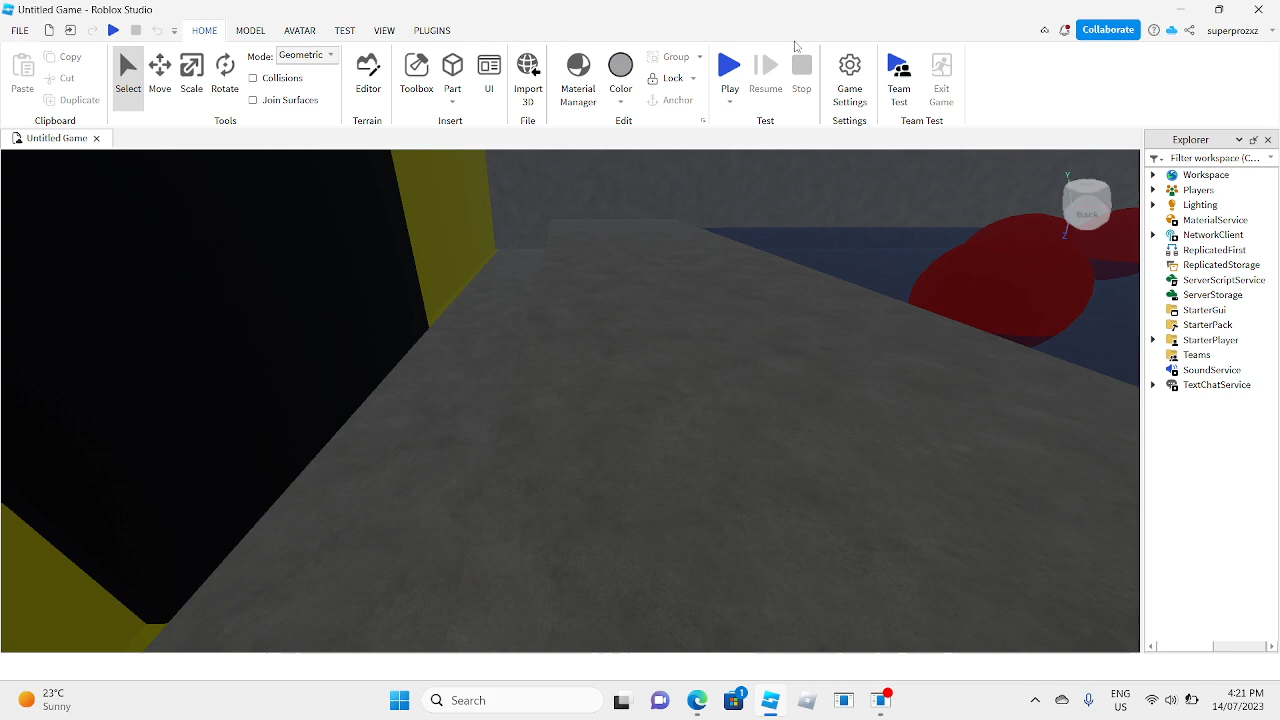 Untitled Game - Roblox Studio
FILE HOME MODEL AVATAR TEST VIEW PLUGINS Collaborate superprozxz
Paste Copy Cut Duplicate
Clipboard
Select Move Scale Rotate Mode: Geometric
Collisions
Join Surfaces
Tools
Editor
Terrain
Toolbox Part UI
Insert
Import 3D
File
Material Manager Color Group Lock Anchor
Edit
Play Resume Stop
Test
Game Settings
Settings
Team Test Exit Game
Team Test
Untitled Game
Back
Y
Z
Explorer
Filter workspace (C...
Workspace
Players
Lighting
MaterialService
NetworkClient
ReplicatedFirst
ReplicatedStorage
ServerScriptService
ServerStorage
StarterGui
StarterPack
StarterPlayer
Teams
SoundService
TextChatService
23°C
Sunny
Search
1
ENG
US
4:21 PM
14/07/2023